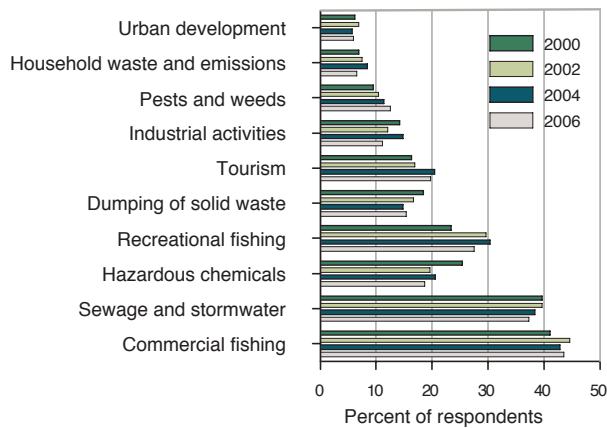 Urban development
Household waste and emissions
Pests and weeds
Industrial activities
Tourism
Dumping of solid waste
Recreational fishing
Hazardous chemicals
Sewage and stormwater
Commercial fishing
2000
2002
2004
2006
0 10 20 30 40 50
Percent of respondents